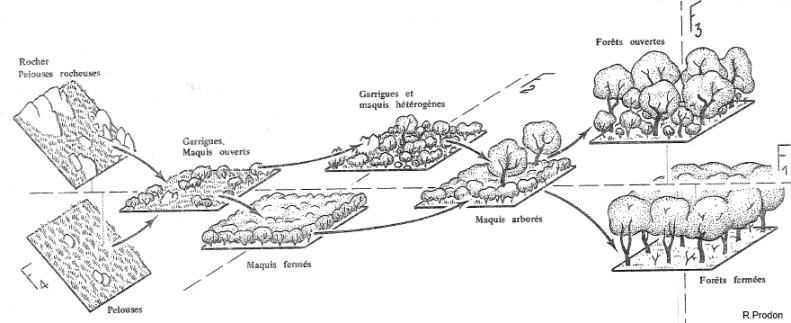 Rocher
Pelouses rocheuses
Garrigues,
Maquis ouverts
Garrigues et
maquis hétérogènes
Forêts ouvertes
F3
F2
F1
F4
Maquis arborés
Maquis fermés
Pelouses
Forêts fermées
R.Prodon